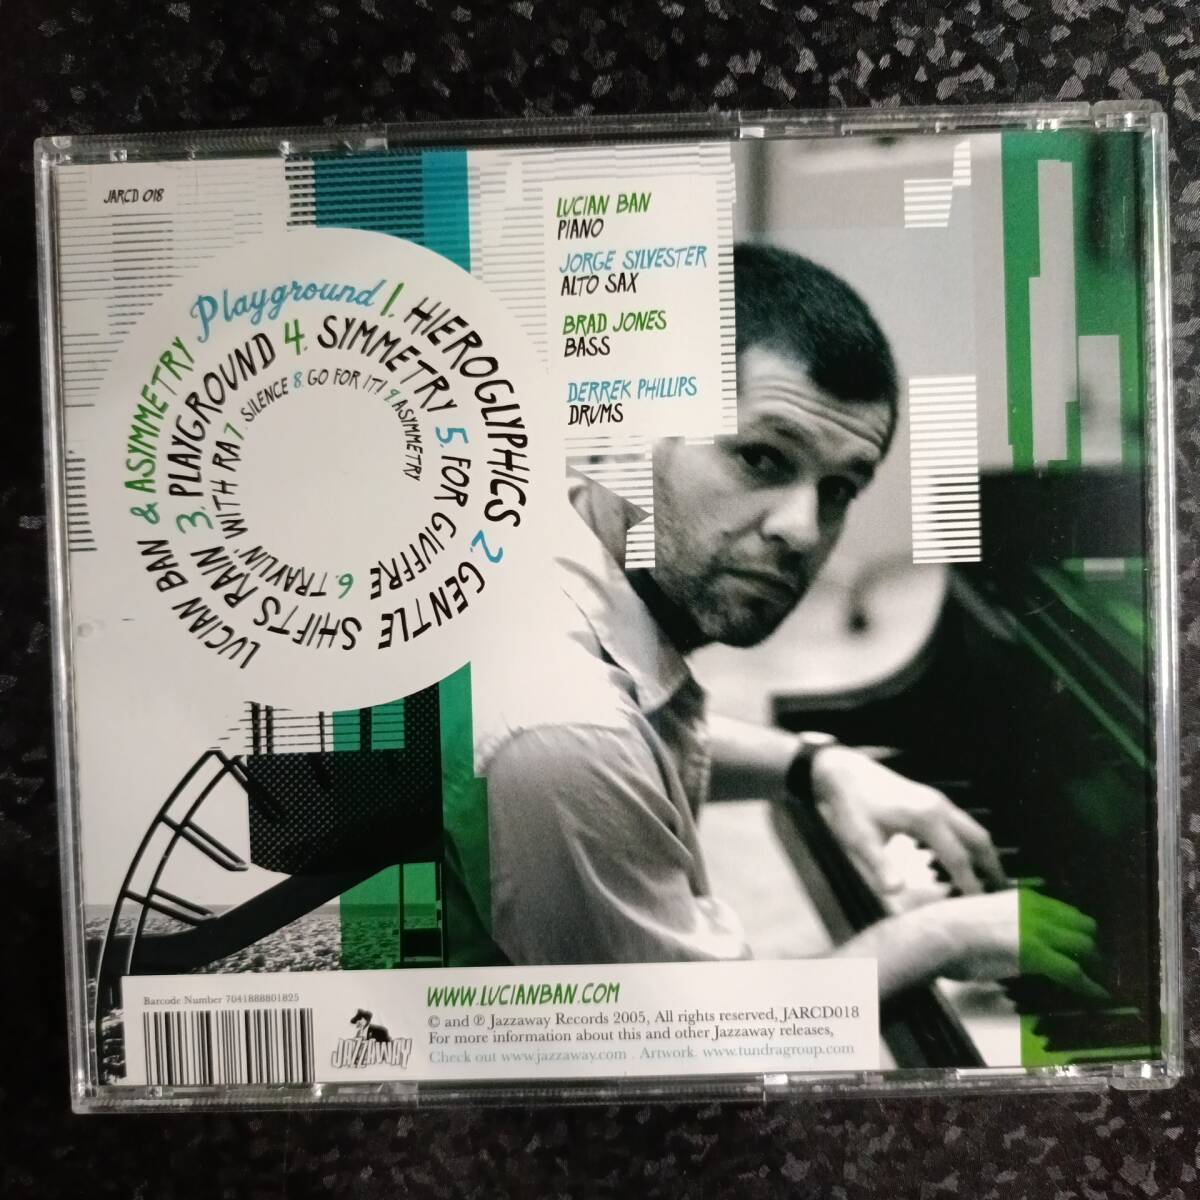 JARCD 018
LUCIAN BAN & ASYMMETRY Playground 1. HIEROGLYPHICS 2. GENTLE SHIFTS RAIN 3. PLAYGROUND 4. SYMMETRY 5. FOR GIUFFRE 6. TRAYLIN' WITH RA 7. SILENCE 8. GO FOR IT! 9. ASYMMETRY
LUCIAN BAN
PIANO
JORGE SYLVESTER
ALTO SAX
BRAD JONES
BASS
DERREK PHILLIPS
DRUMS
Barcode Number 7041888801825
JAZZAWAY
WWW.LUCIANBAN.COM
© and ℗ Jazzaway Records 2005, All rights reserved, JARCD018
For more information about this and other Jazzaway releases,
Check out www.jazzaway.com . Artwork. www.tundragroup.com